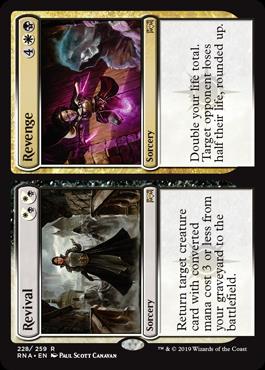 Revival
Sorcery
Return target creature
card with converted
mana cost 3 or less from
your graveyard to the
battlefield.
Revenge
4
Sorcery
Double your life total.
Target opponent loses
half their life, rounded up.
228/259 R
RNA • EN PAUL SCOTT CANAVAN
™ & © 2019 Wizards of the Coast